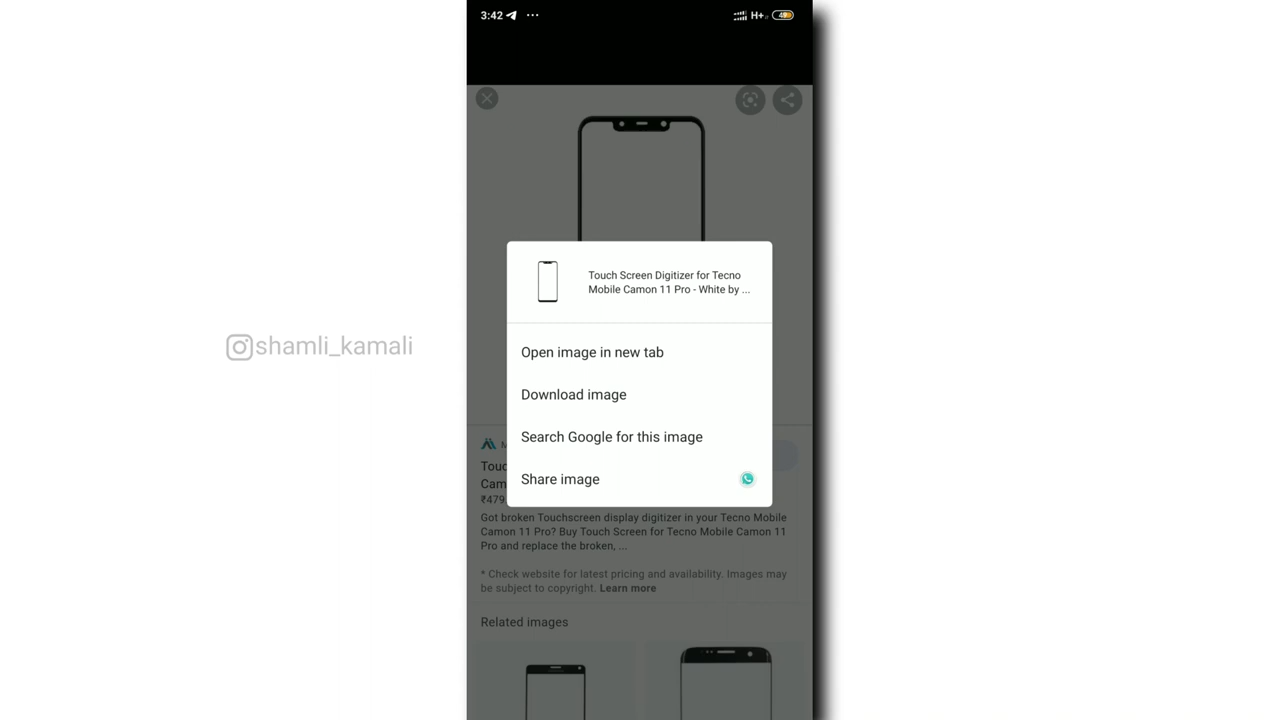 3:42 ... H+ 49
Touch Screen Digitizer for Tecno
Mobile Camon 11 Pro - White by ...
@shamli_kamali
Open image in new tab
Download image
Search Google for this image
Share image
M
Touc
Cam
₹479
Got broken Touchscreen display digitizer in your Tecno Mobile
Camon 11 Pro? Buy Touch Screen for Tecno Mobile Camon 11
Pro and replace the broken, ...
* Check website for latest pricing and availability. Images may
be subject to copyright. Learn more
Related images